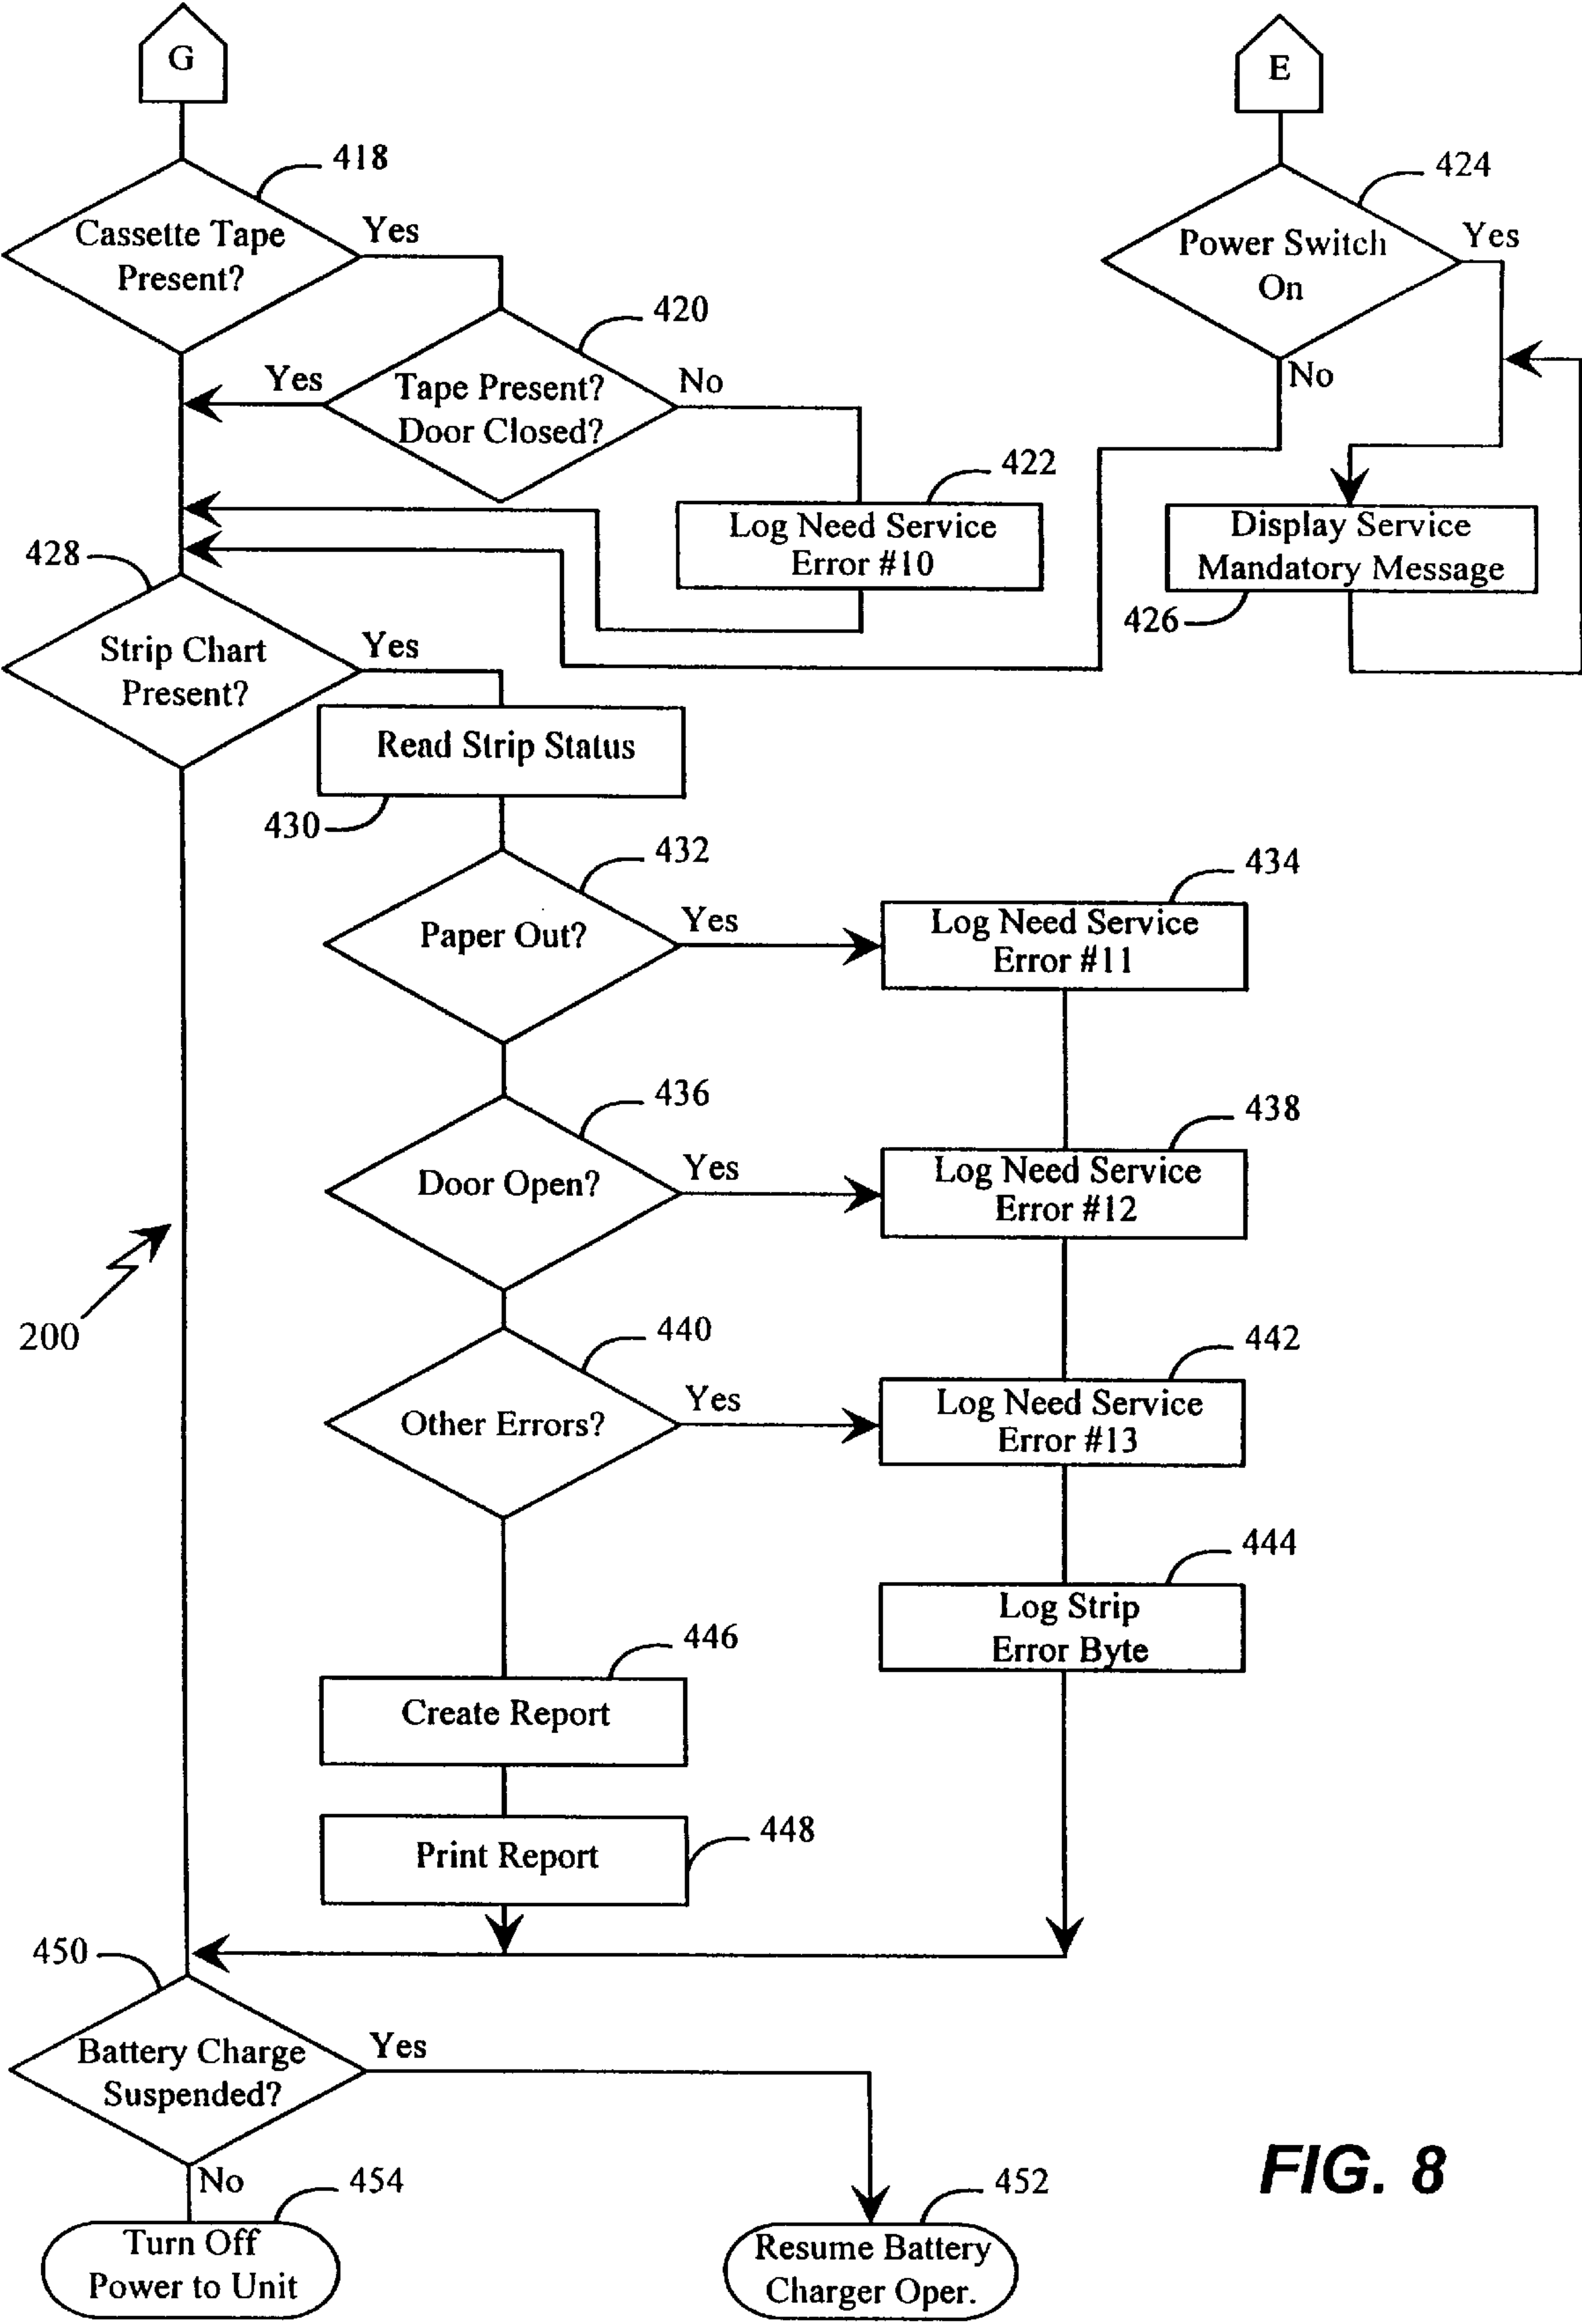 G
E
418
424
Cassette Tape
Present?
Yes
Power Switch
On
Yes
420
Yes
Tape Present?
Door Closed?
No
No
422
Log Need Service
Error #10
Display Service
Mandatory Message
426
428
Strip Chart
Present?
Yes
Read Strip Status
430
432
Paper Out?
Yes
434
Log Need Service
Error #11
436
Door Open?
Yes
438
Log Need Service
Error #12
200
440
Other Errors?
Yes
442
Log Need Service
Error #13
444
Log Strip
Error Byte
446
Create Report
448
Print Report
450
Battery Charge
Suspended?
Yes
No
454
Turn Off
Power to Unit
452
Resume Battery
Charger Oper.
FIG. 8